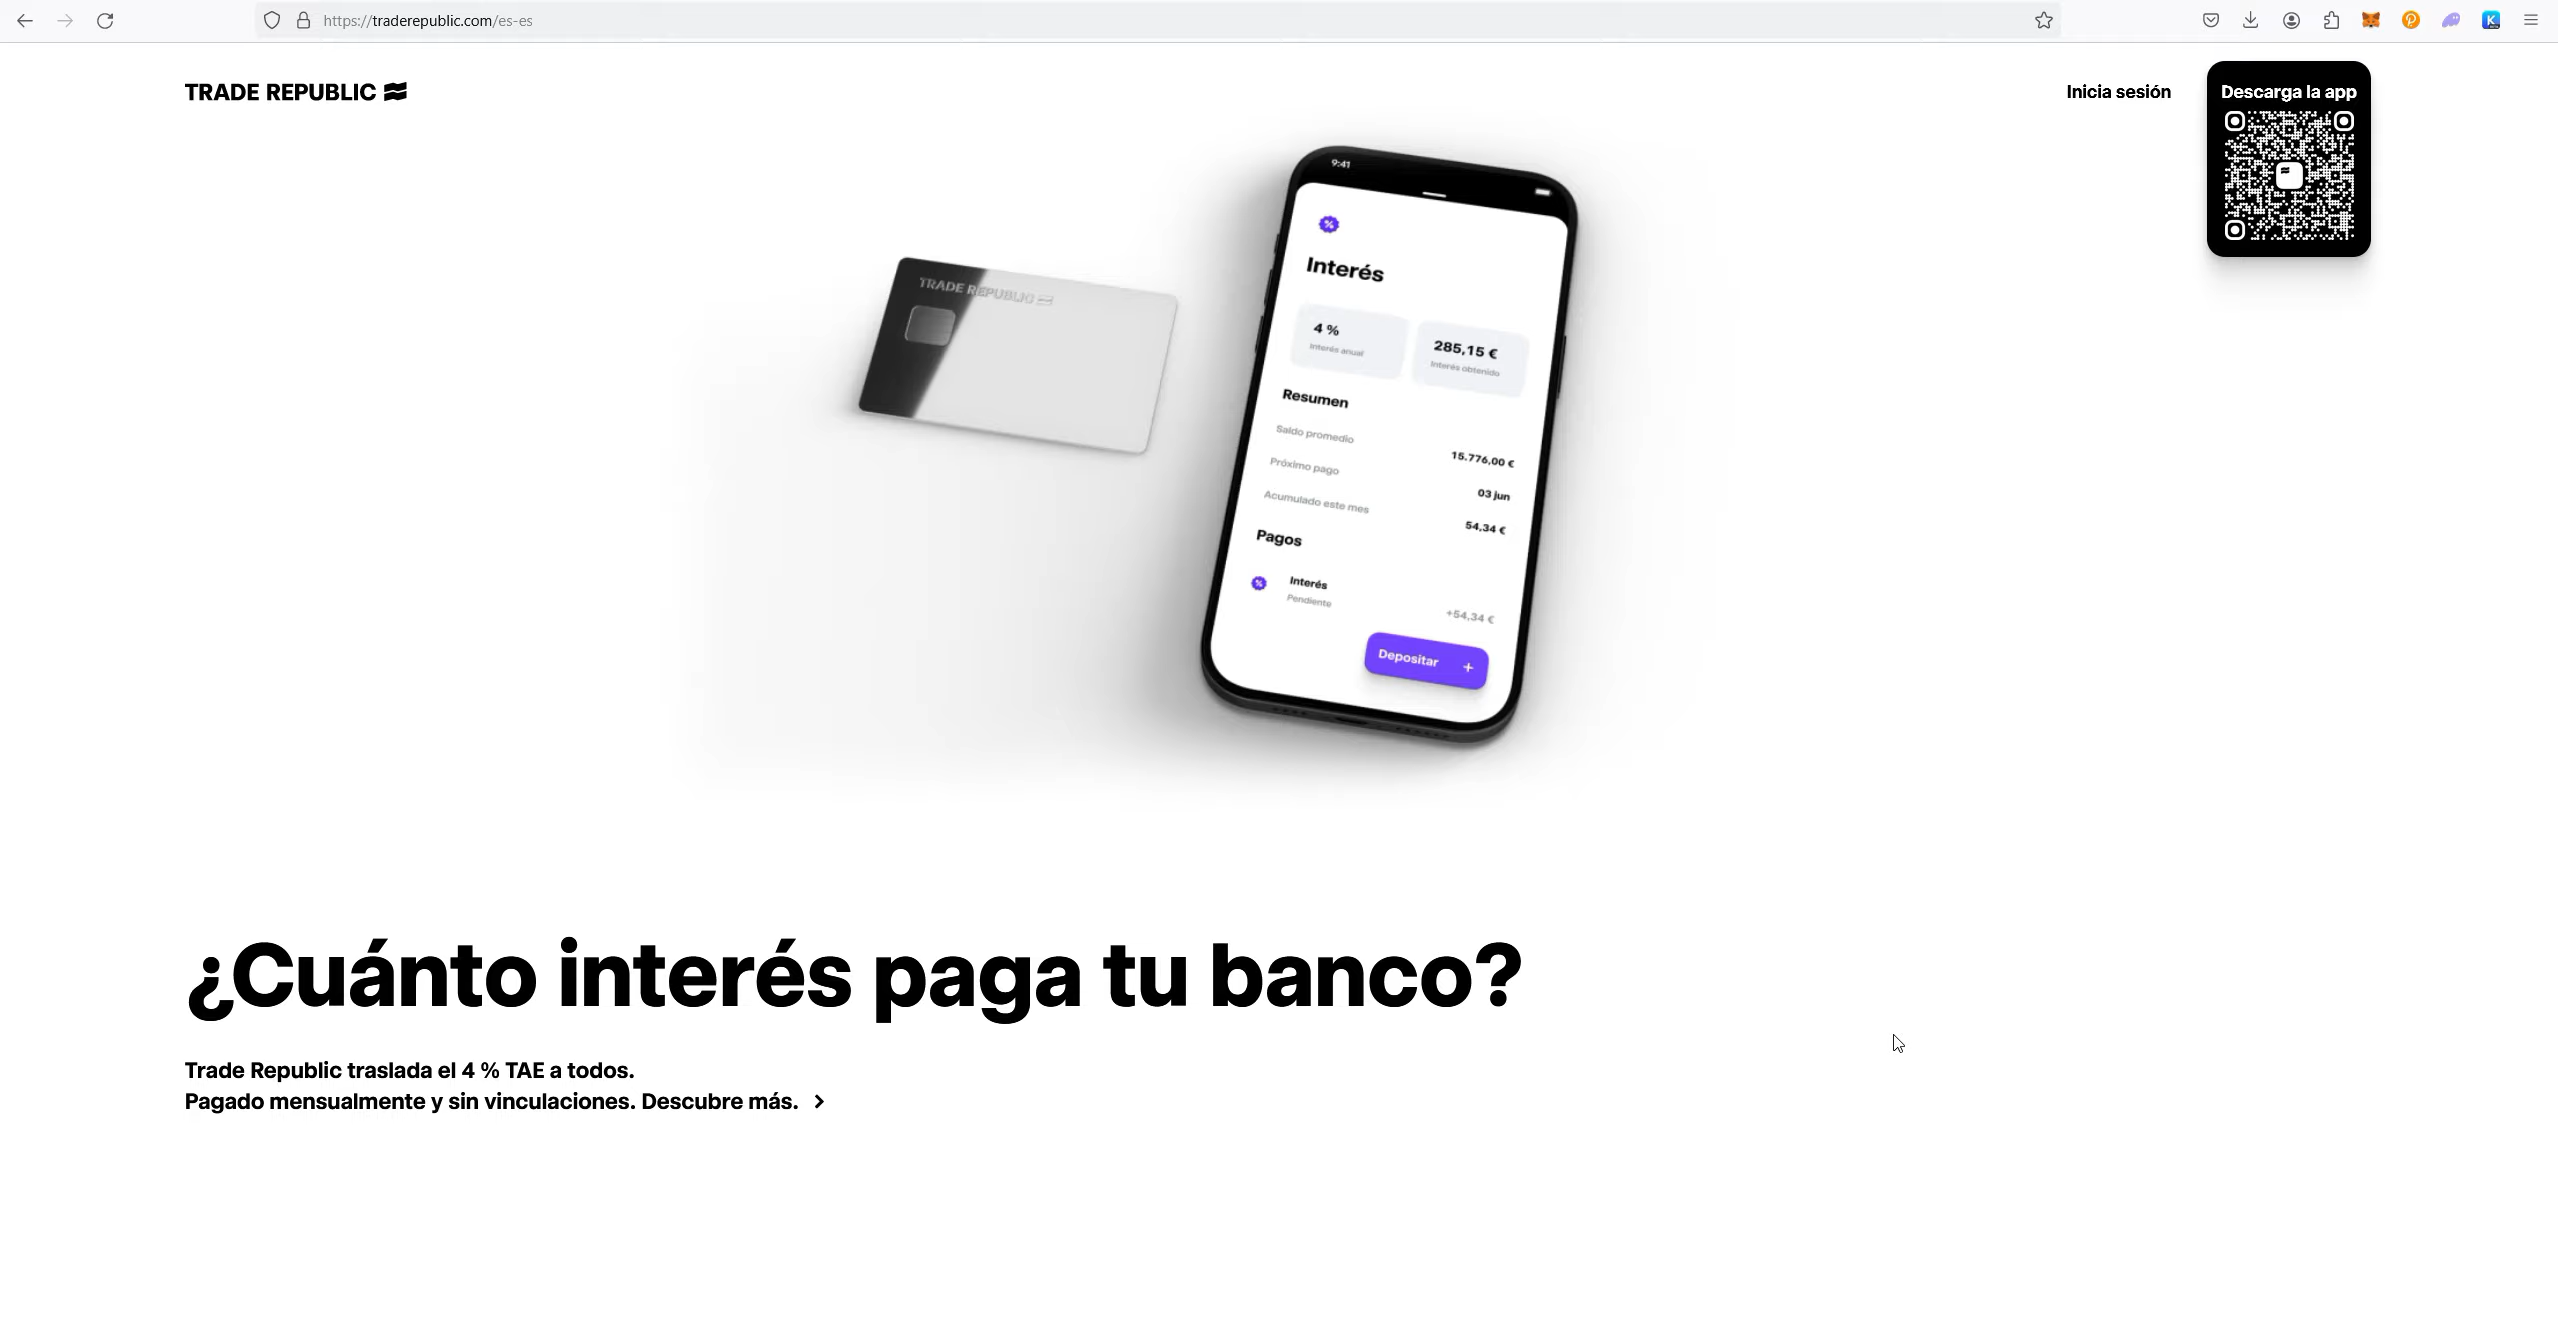 https://traderepublic.com/es-es
TRADE REPUBLIC
Inicia sesión
Descarga la app
TRADE REPUBLIC
9:41
Interés
4 %
Interés anual
285,15 €
Interés obtenido
Resumen
Saldo promedio
15.776,00 €
Próximo pago
03 jun
Acumulado este mes
54,34 €
Pagos
Interés
Pendiente
+54,34 €
Depositar +
¿Cuánto interés paga tu banco?
Trade Republic traslada el 4 % TAE a todos.
Pagado mensualmente y sin vinculaciones. Descubre más.